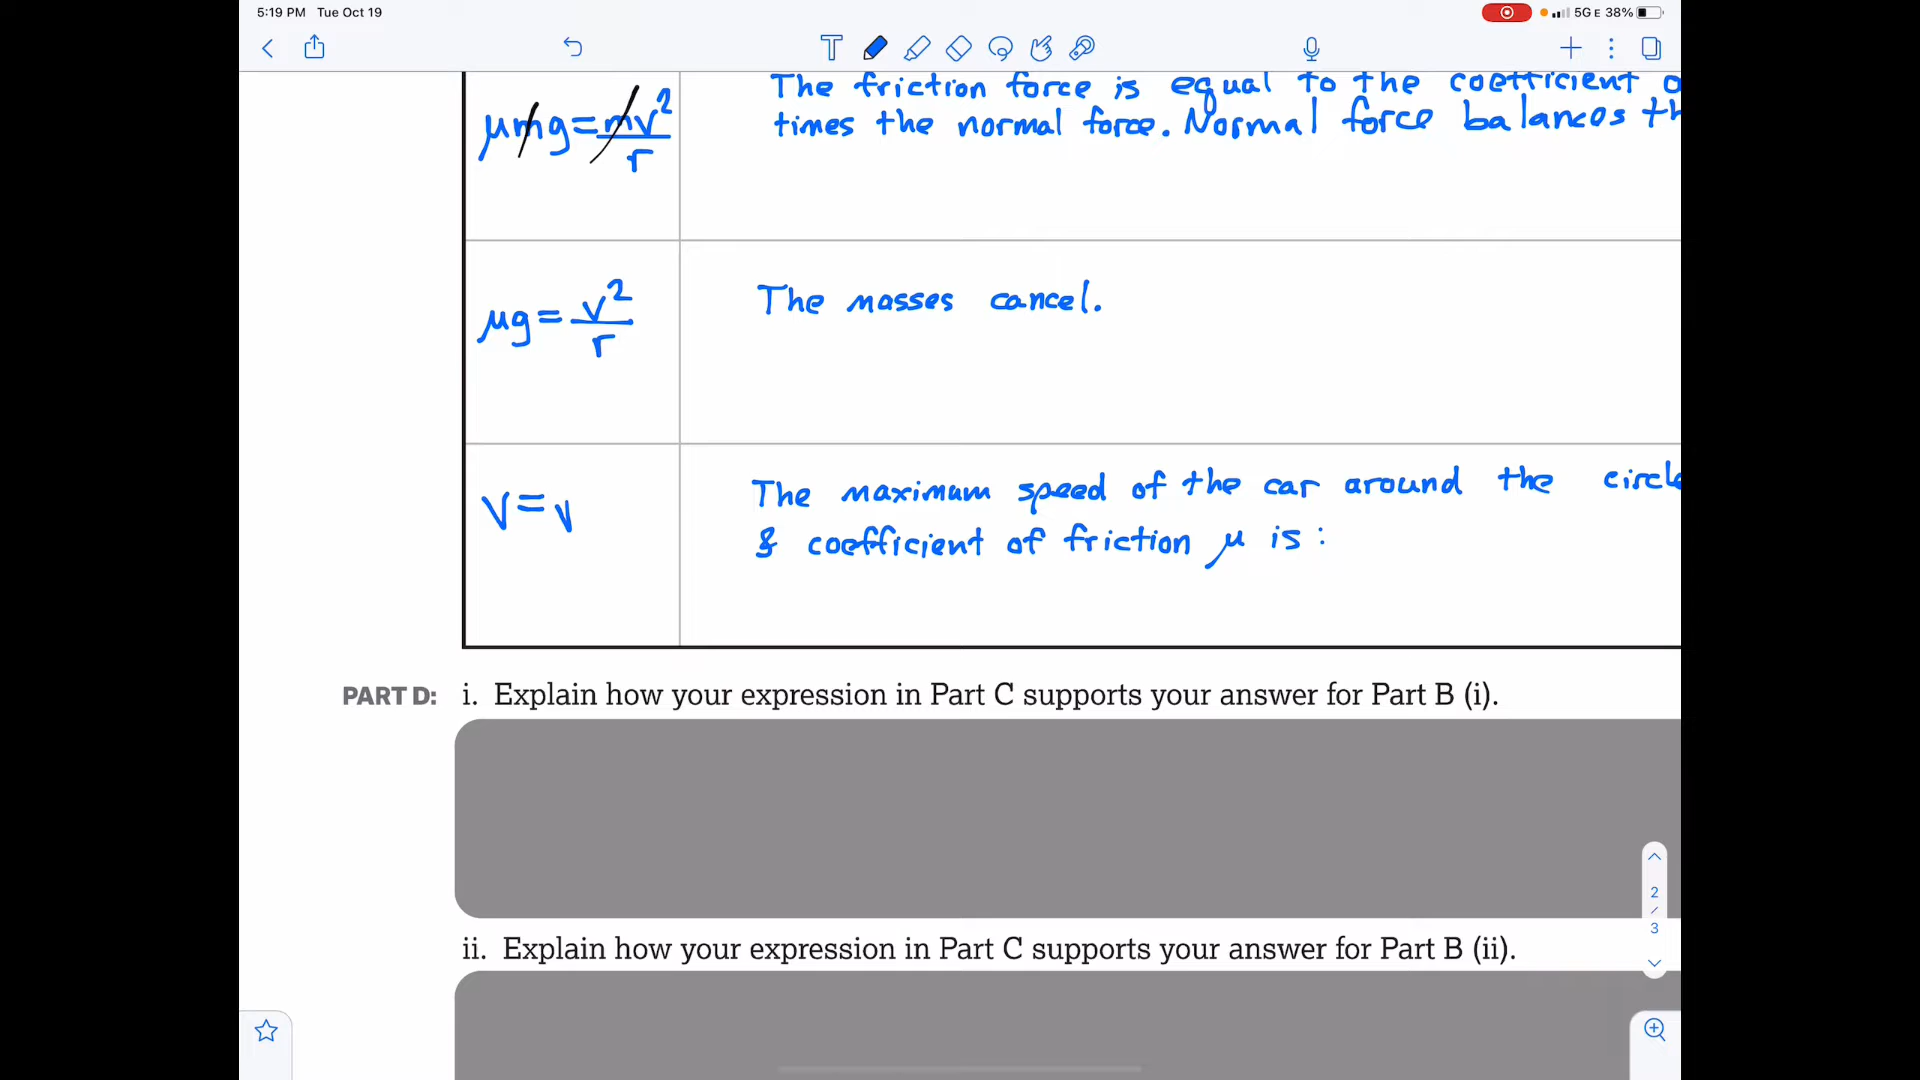 5:19 PM Tue Oct 19
5G E 38%
The friction force is equal to the coefficient
μmg=mv²/r
times the normal force. Normal force balances
μg=v²/r
The masses cancel.
The maximum speed of the car around the circle
v=√
& coefficient of friction μ is:
PART D: i. Explain how your expression in Part C supports your answer for Part B (i).
2
/
3
ii. Explain how your expression in Part C supports your answer for Part B (ii).